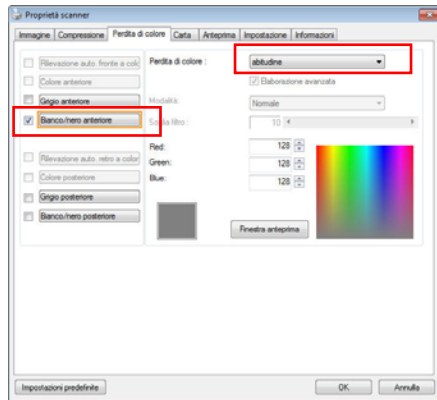 Proprietà scanner
Immagine Compressione Perdita di colore Carta Anteprima Impostazione Informazioni
Rilevazione auto. fronte a colo
Perdita di colore : abitudine
Colore anteriore
Elaborazione avanzata
Grigio anteriore
Modalità: Normale
Bianco/nero anteriore
Soglia filtro : 10
Red: 128
Rilevazione auto. retro a color
Green: 128
Colore posteriore
Blue: 128
Grigio posteriore
Bianco/nero posteriore
Finestra anteprima
Impostazioni predefinite OK Annulla